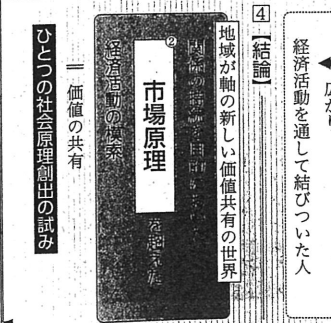 広がり
経済活動を通して結びついた人
4【結論】
地域が軸の新しい価値共有の世界
②市場原理を超えた
経済活動の模索
＝価値の共有
ひとつの社会原理創出の試み